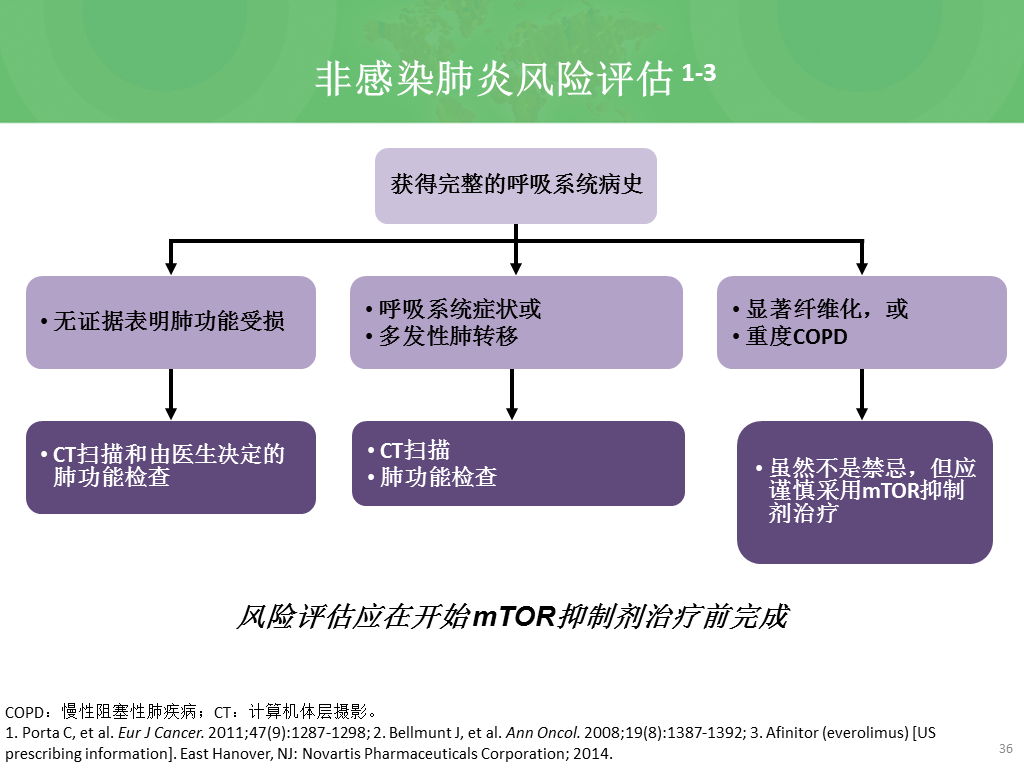 非感染肺炎风险评估 1-3
获得完整的呼吸系统病史
• 无证据表明肺功能受损
• 呼吸系统症状或
• 多发性肺转移
• 显著纤维化，或
• 重度COPD
• CT扫描和由医生决定的
肺功能检查
• CT扫描
• 肺功能检查
• 虽然不是禁忌，但应
谨慎采用mTOR抑制
剂治疗
风险评估应在开始mTOR抑制剂治疗前完成
COPD：慢性阻塞性肺疾病；CT：计算机体层摄影。
1. Porta C, et al. Eur J Cancer. 2011;47(9):1287-1298; 2. Bellmunt J, et al. Ann Oncol. 2008;19(8):1387-1392; 3. Afinitor (everolimus) [US
prescribing information]. East Hanover, NJ: Novartis Pharmaceuticals Corporation; 2014.
36